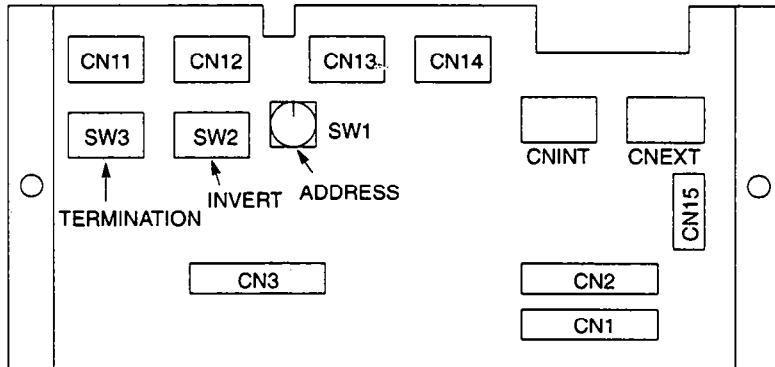 CN11 CN12 CN13 CN14
SW3 SW2 SW1
CNINT CNEXT
TERMINATION INVERT ADDRESS
CN15
CN3 CN2
CN1